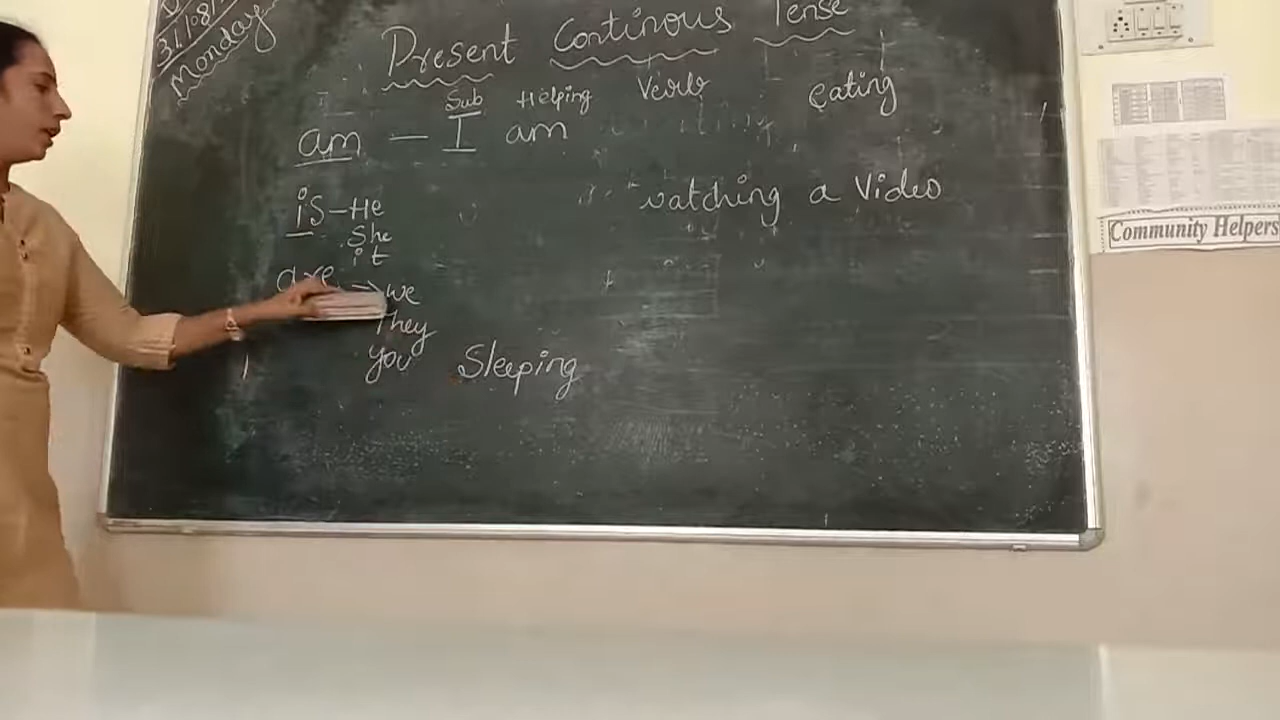 31/08/
Monday
Present Continous Tense
Sub Helping Verb eating
am — I am
is — He watching a Video
She
it
are → we
They
you Sleeping
Community Helpers